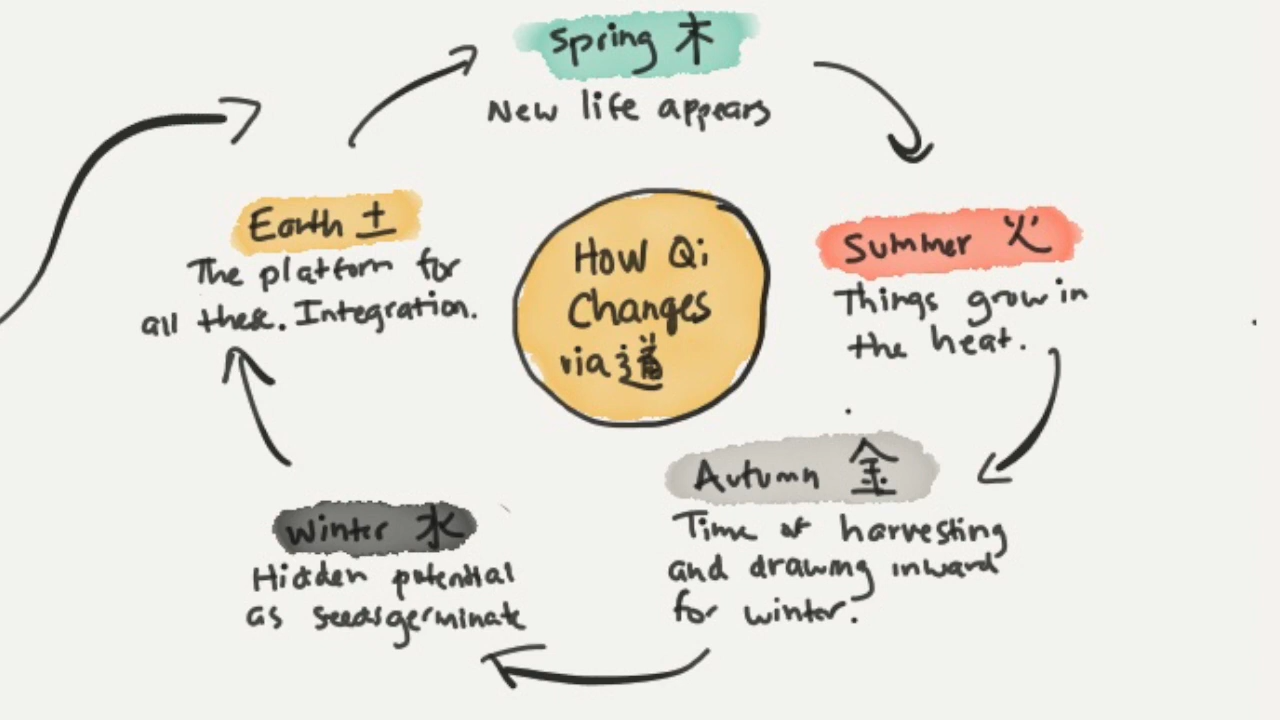 Spring 木
New life appears
Summer 火
Things grow in
the heat.
Autumn 金
Time of harvesting
and drawing inward
for winter.
Winter 水
Hidden potential
as seeds germinate
Earth 土
The platform for
all these. Integration.
How Qi
Changes
via 道